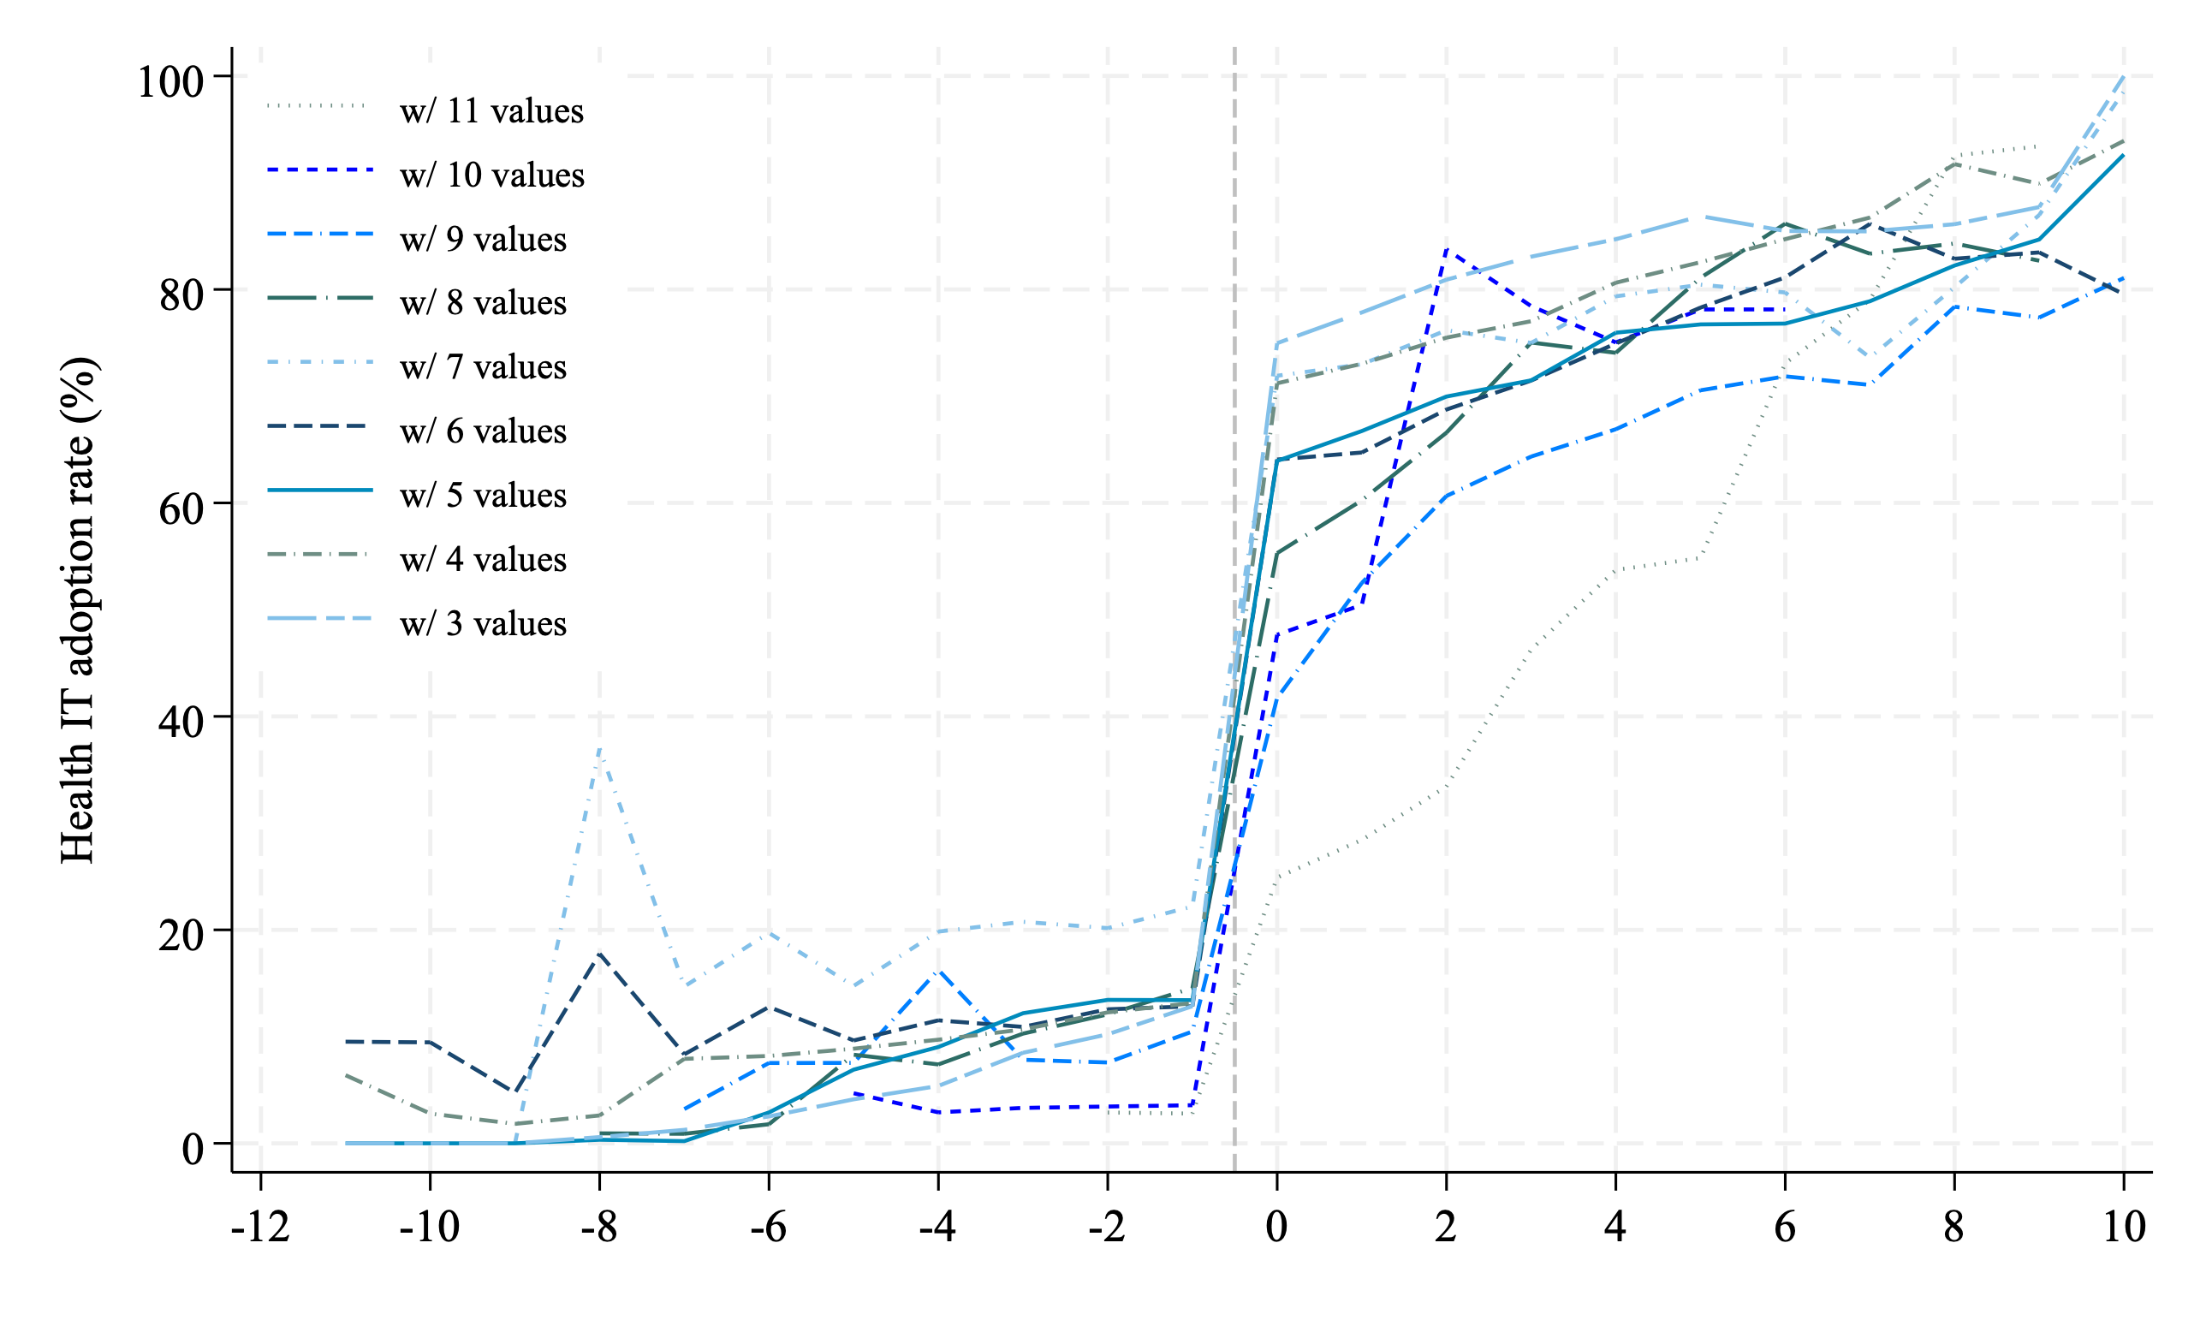 Health IT adoption rate (%)
100
80
60
40
20
0
w/ 11 values
w/ 10 values
w/ 9 values
w/ 8 values
w/ 7 values
w/ 6 values
w/ 5 values
w/ 4 values
w/ 3 values
-12 -10 -8 -6 -4 -2 0 2 4 6 8 10